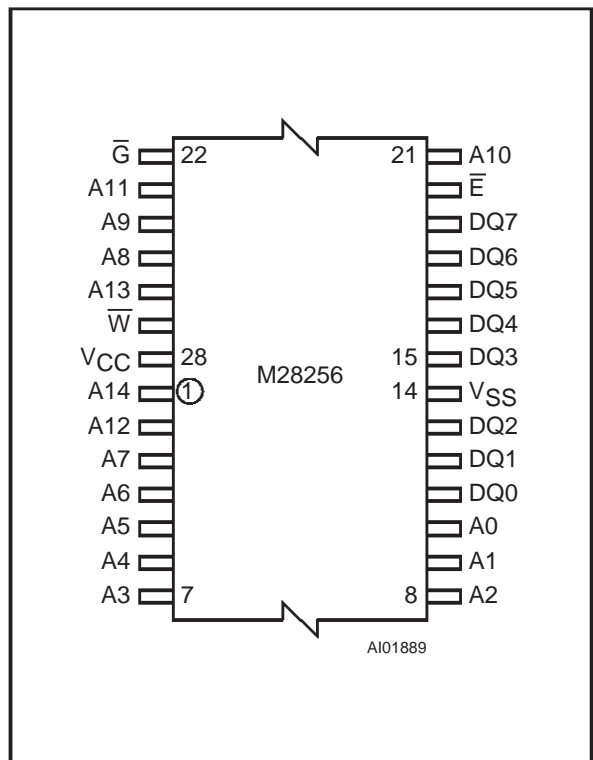 G̅ 22 21 A10
A11 E̅
A9 DQ7
A8 DQ6
A13 DQ5
W̅ DQ4
VCC 28 15 DQ3
M28256
A14 1 14 VSS
A12 DQ2
A7 DQ1
A6 DQ0
A5 A0
A4 A1
A3 7 8 A2
AI01889